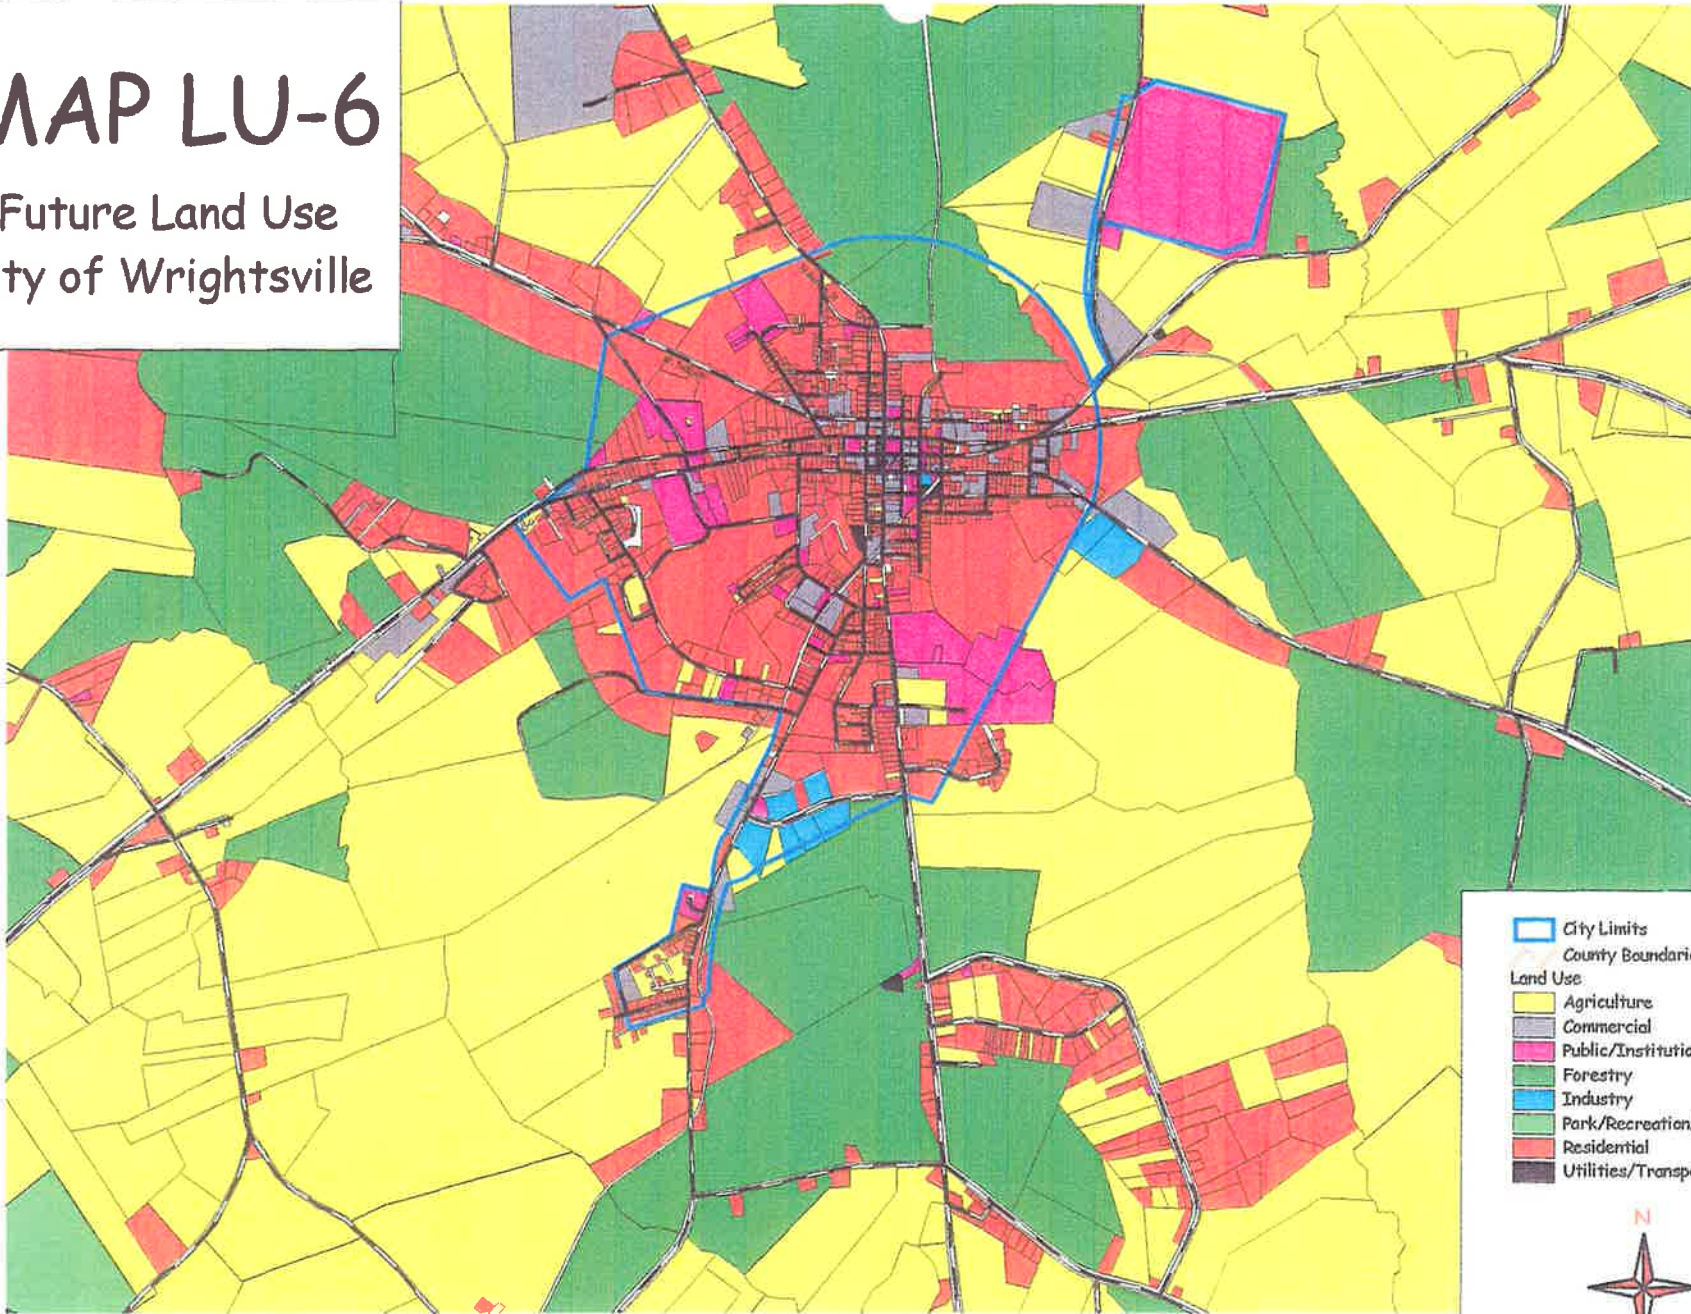 MAP LU-6
Future Land Use
ty of Wrightsville
City Limits
County Boundari
Land Use
Agriculture
Commercial
Public/Institutio
Forestry
Industry
Park/Recreation
Residential
Utilities/Transp
N